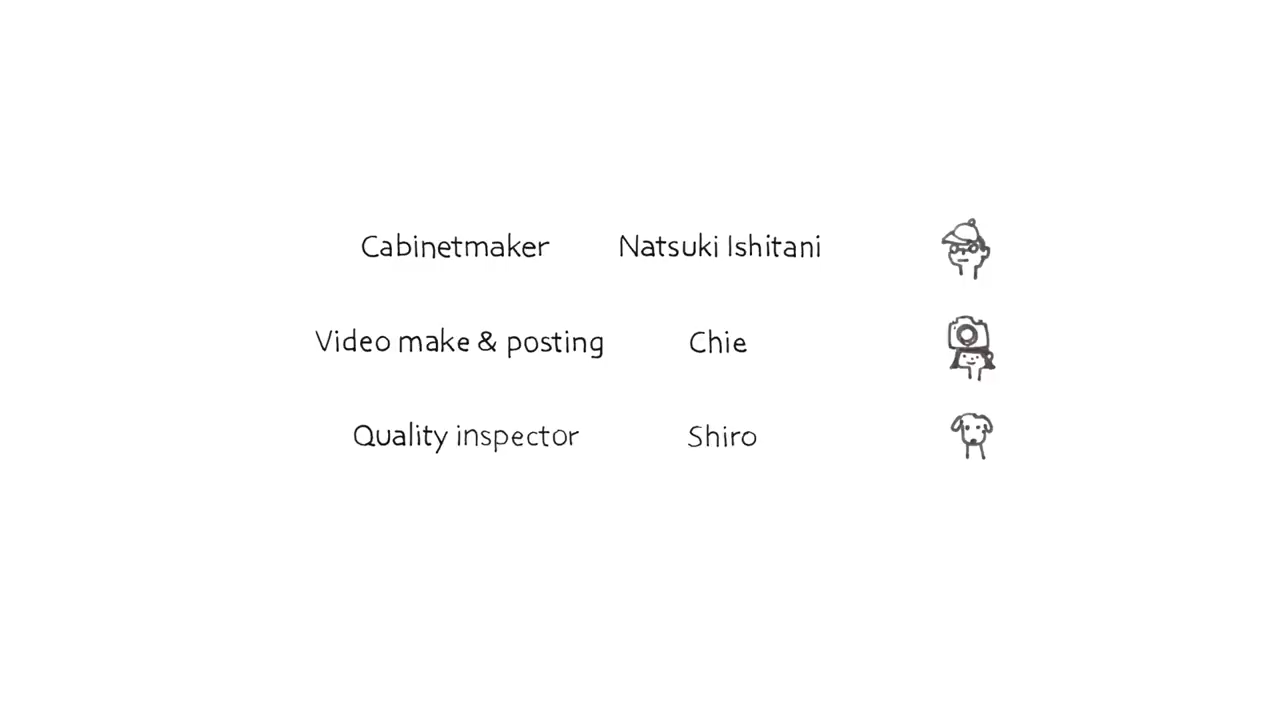 Cabinetmaker Natsuki Ishitani
Video make & posting Chie
Quality inspector Shiro